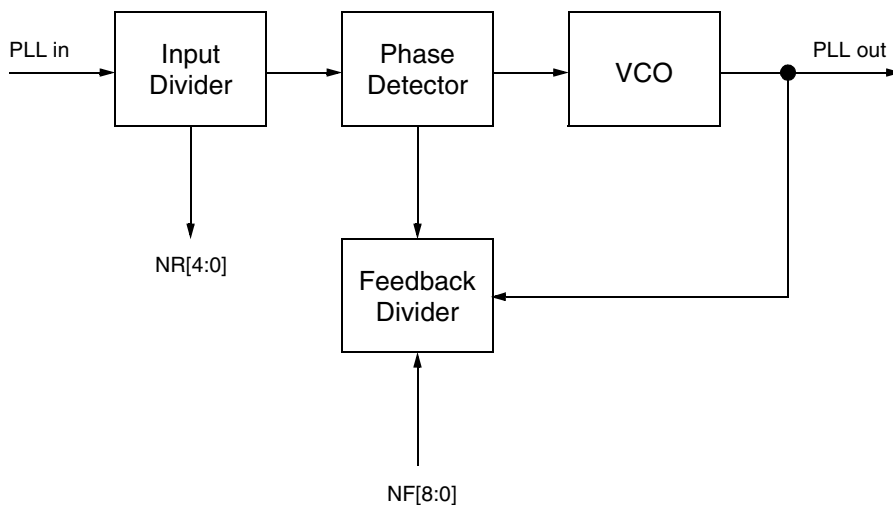 PLL in
Input
Divider
Phase
Detector
VCO
PLL out
NR[4:0]
Feedback
Divider
NF[8:0]